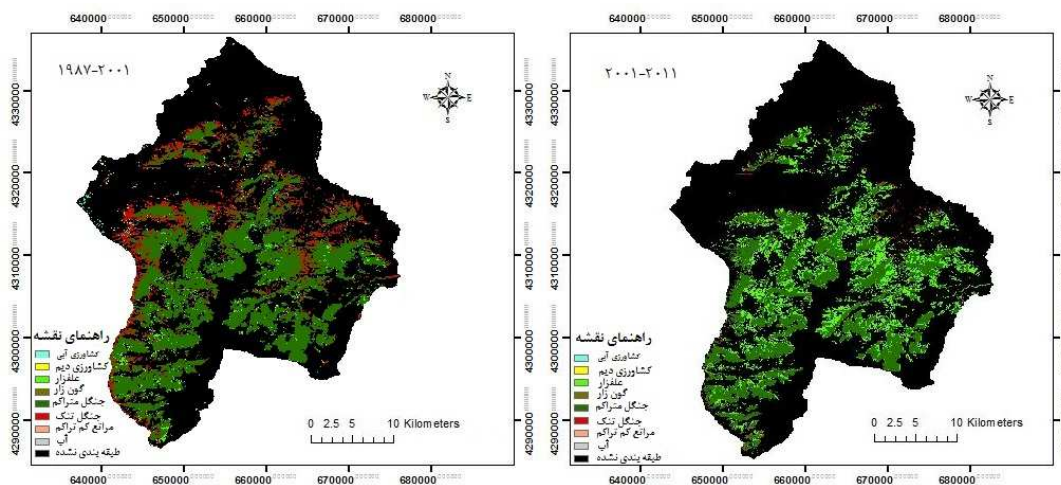 640000 650000 660000 670000 680000
۱۹۸۷-۲۰۰۱
N
W E
S
4330000
4320000
4310000
4300000
4290000
راهنمای نقشه
کشاورزی آبی
کشاورزی دیم
علفزار
گون زار
جنگل متراکم
جنگل تنک
مراتع کم تراکم
آب
طبقه بندی نشده
0 2.5 5 10 Kilometers
640000 650000 660000 670000 680000
640000 650000 660000 670000 680000
۲۰۰۱-۲۰۱۱
N
W E
S
4330000
4320000
4310000
4300000
4290000
راهنمای نقشه
کشاورزی آبی
کشاورزی دیم
علفزار
گون زار
جنگل متراکم
جنگل تنک
مراتع کم تراکم
آب
طبقه بندی نشده
0 2.5 5 10 Kilometers
640000 650000 660000 670000 680000